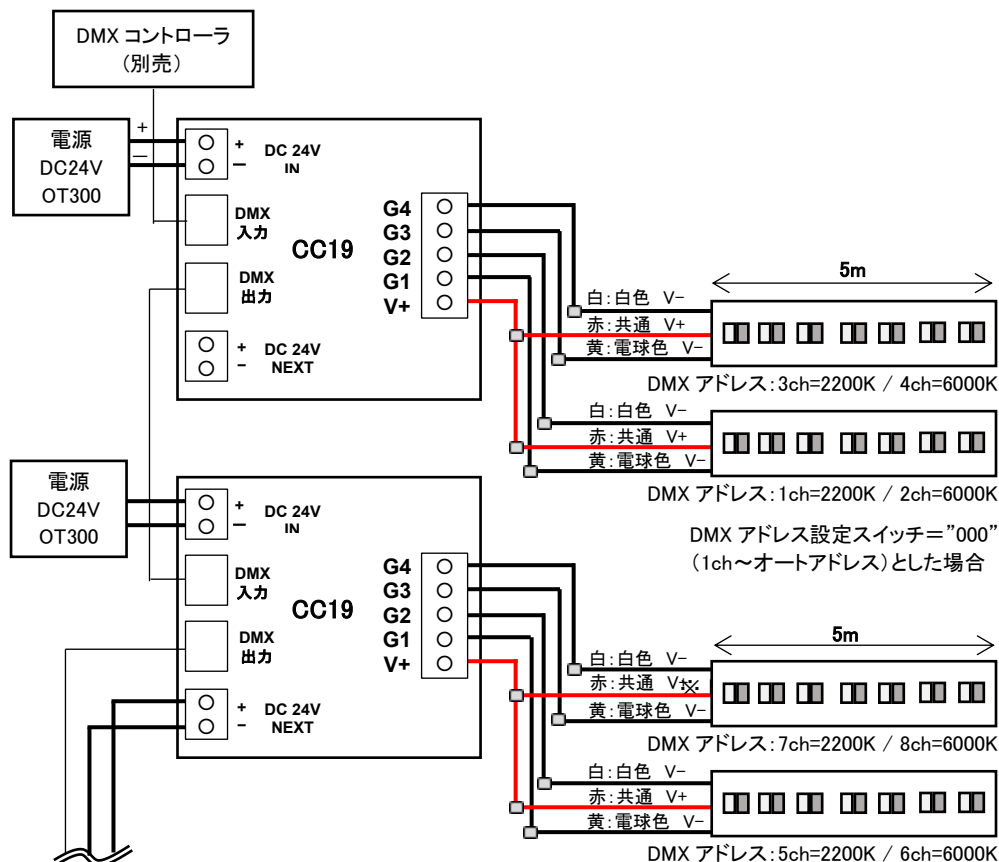 DMX コントローラ
(別売)
電源
DC24V
OT300
+
−
+
−
DC 24V
IN
DMX
入力
DMX
出力
+
-
DC 24V
NEXT
CC19
G4
G3
G2
G1
V+
5m
白:白色 V-
赤:共通 V+
黄:電球色 V-
DMX アドレス:3ch=2200K / 4ch=6000K
白:白色 V-
赤:共通 V+
黄:電球色 V-
DMX アドレス:1ch=2200K / 2ch=6000K
DMX アドレス設定スイッチ="000"
(1ch~オートアドレス)とした場合
電源
DC24V
OT300
+
−
DC 24V
IN
DMX
入力
DMX
出力
+
-
DC 24V
NEXT
CC19
G4
G3
G2
G1
V+
5m
白:白色 V-
赤:共通 V+※
黄:電球色 V-
DMX アドレス:7ch=2200K / 8ch=6000K
白:白色 V-
赤:共通 V+
黄:電球色 V-
DMX アドレス:5ch=2200K / 6ch=6000K